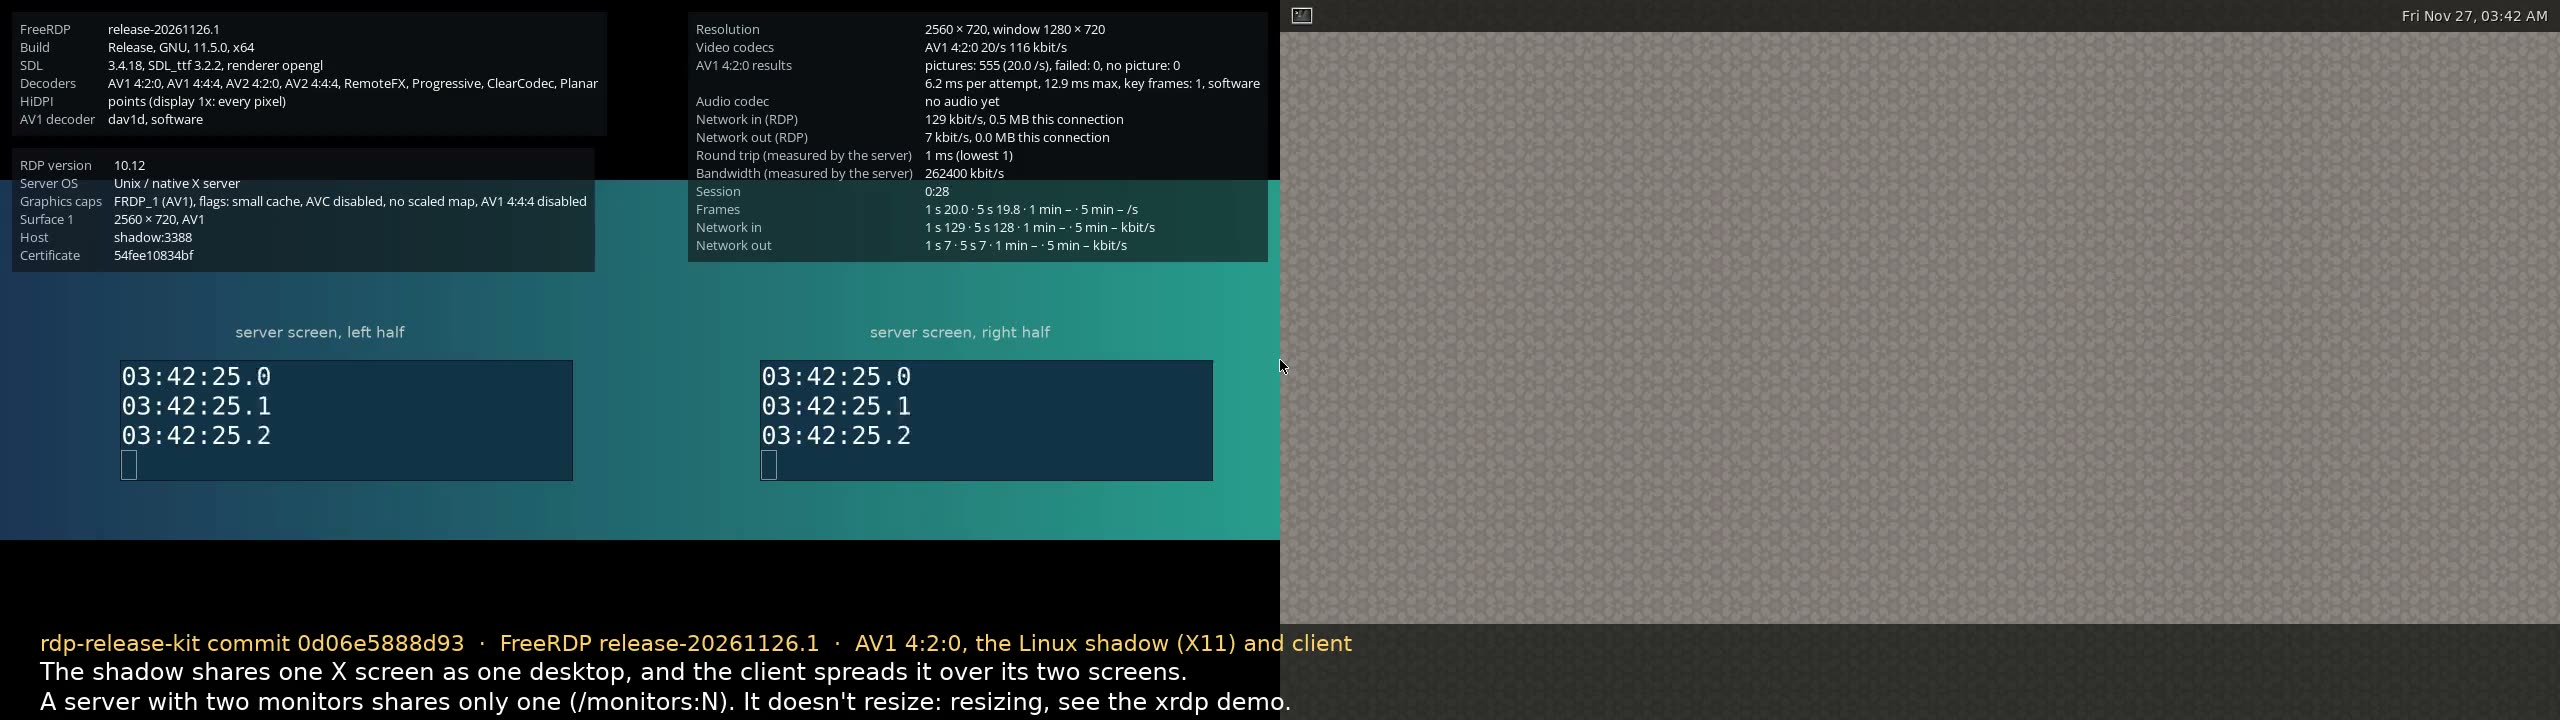 FreeRDP release-20261126.1
Build Release, GNU, 11.5.0, x64
SDL 3.4.18, SDL_ttf 3.2.2, renderer opengl
Decoders AV1 4:2:0, AV1 4:4:4, AV2 4:2:0, AV2 4:4:4, RemoteFX, Progressive, ClearCodec, Planar
HiDPI points (display 1x: every pixel)
AV1 decoder dav1d, software
RDP version 10.12
Server OS Unix / native X server
Graphics caps FRDP_1 (AV1), flags: small cache, AVC disabled, no scaled map, AV1 4:4:4 disabled
Surface 1 2560 × 720, AV1
Host shadow:3388
Certificate 54fee10834bf
Resolution 2560 × 720, window 1280 × 720
Video codecs AV1 4:2:0 20/s 116 kbit/s
AV1 4:2:0 results pictures: 555 (20.0 /s), failed: 0, no picture: 0
6.2 ms per attempt, 12.9 ms max, key frames: 1, software
Audio codec no audio yet
Network in (RDP) 129 kbit/s, 0.5 MB this connection
Network out (RDP) 7 kbit/s, 0.0 MB this connection
Round trip (measured by the server) 1 ms (lowest 1)
Bandwidth (measured by the server) 262400 kbit/s
Session 0:28
Frames 1 s 20.0 · 5 s 19.8 · 1 min – · 5 min – /s
Network in 1 s 129 · 5 s 128 · 1 min – · 5 min – kbit/s
Network out 1 s 7 · 5 s 7 · 1 min – · 5 min – kbit/s
Fri Nov 27, 03:42 AM
server screen, left half
03:42:25.0
03:42:25.1
03:42:25.2
server screen, right half
03:42:25.0
03:42:25.1
03:42:25.2
rdp-release-kit commit 0d06e5888d93 · FreeRDP release-20261126.1 · AV1 4:2:0, the Linux shadow (X11) and client
The shadow shares one X screen as one desktop, and the client spreads it over its two screens.
A server with two monitors shares only one (/monitors:N). It doesn't resize: resizing, see the xrdp demo.